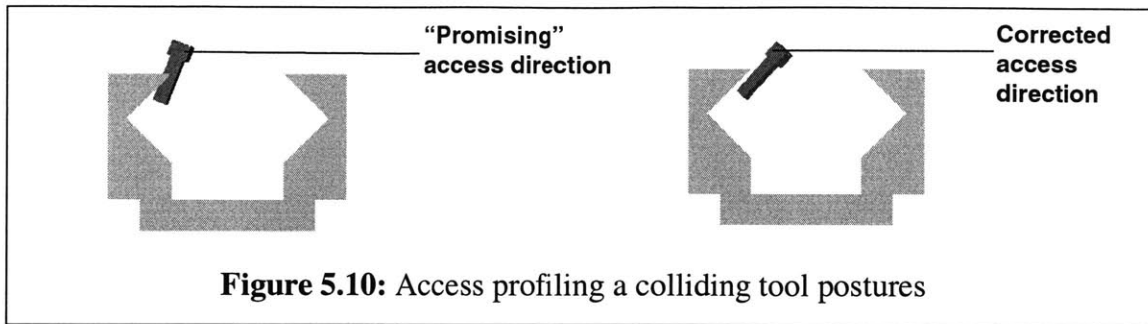 “Promising”
access direction
Corrected
access
direction
Figure 5.10: Access profiling a colliding tool postures